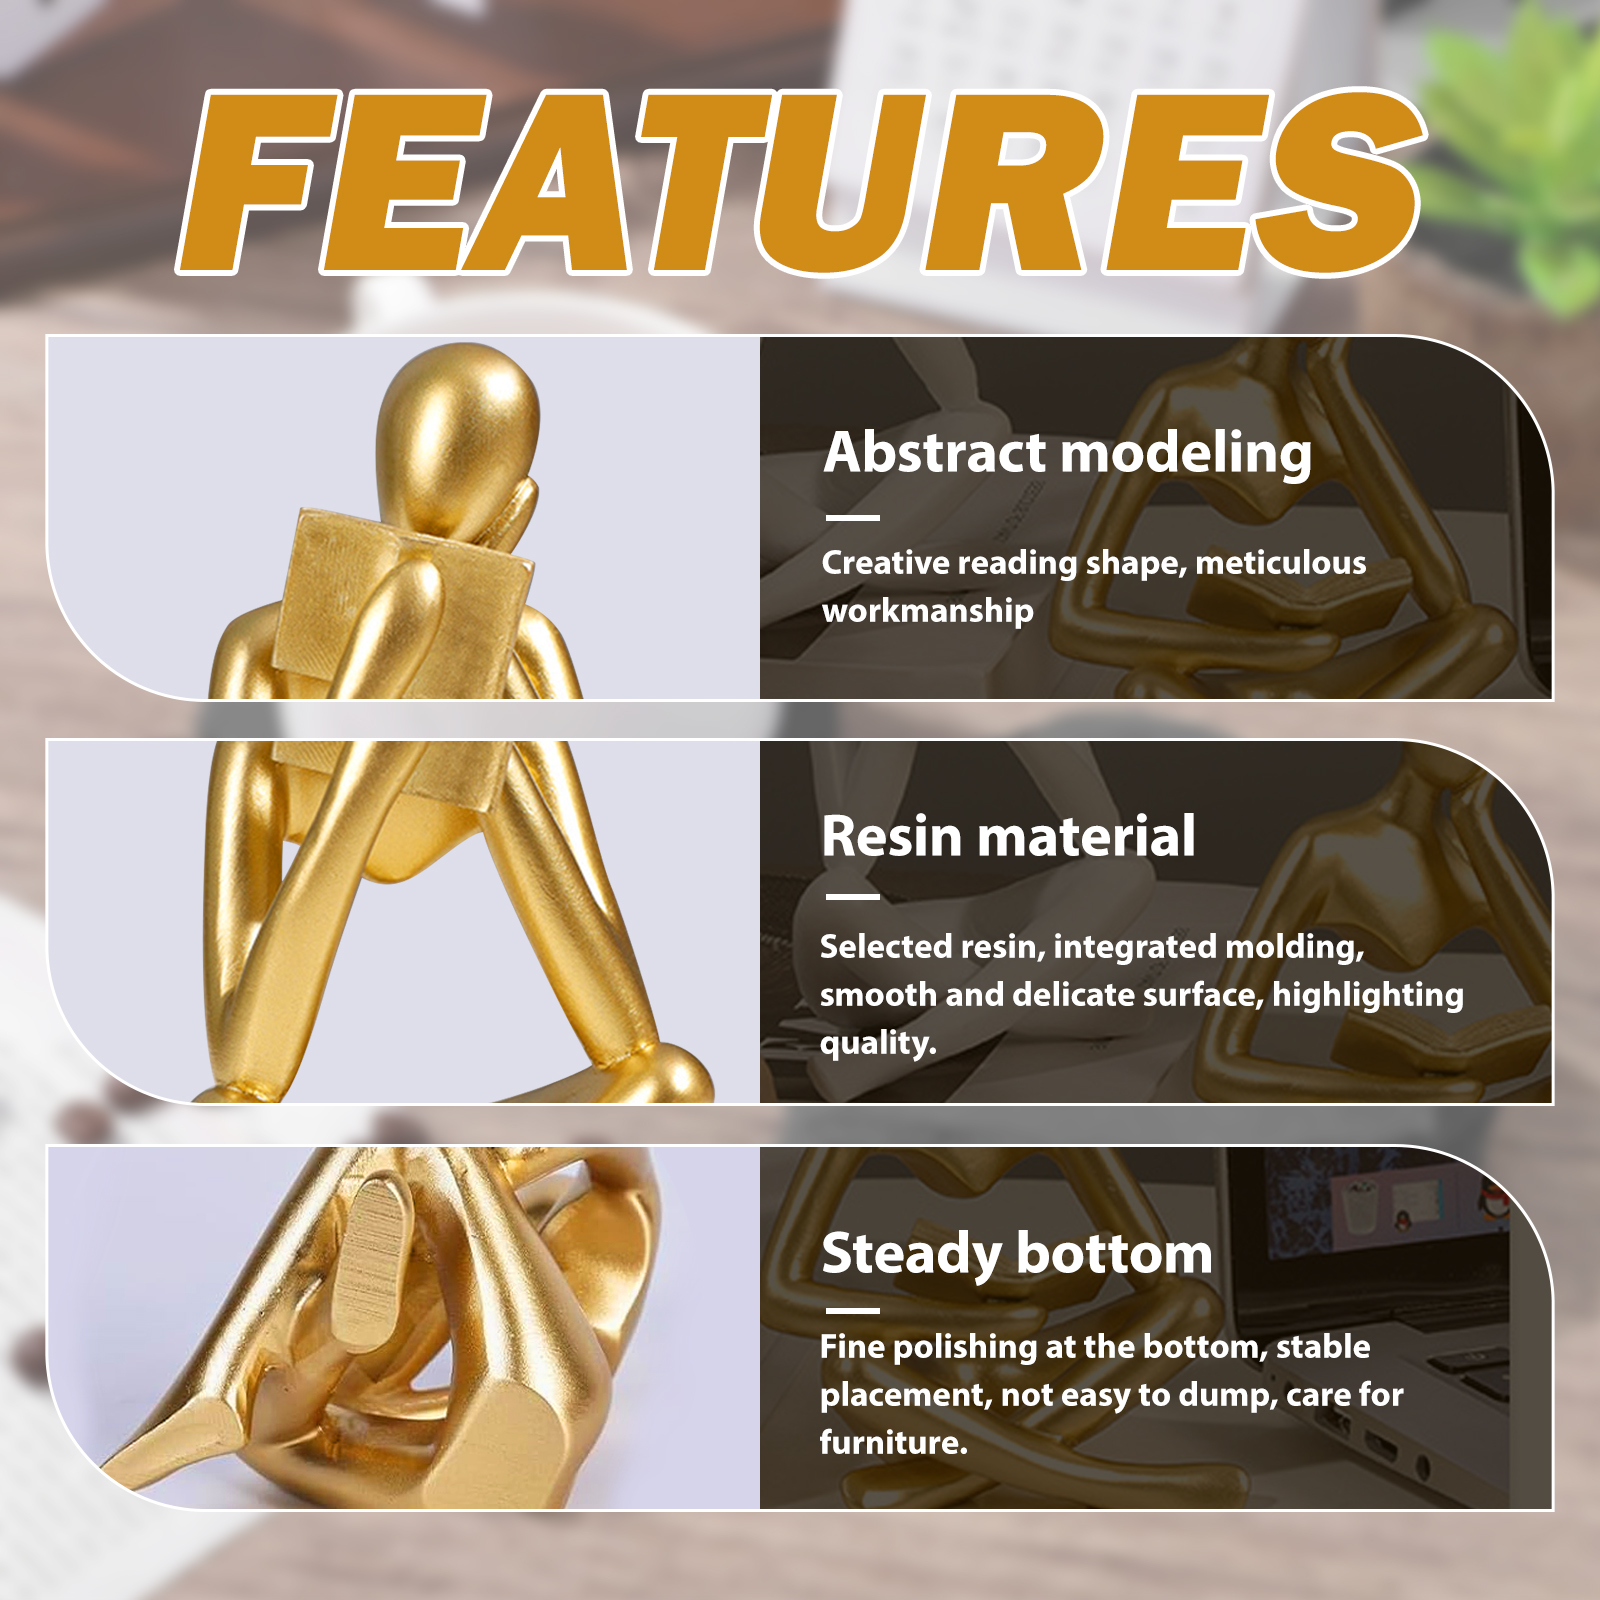 FEATURES
Abstract modeling
Creative reading shape, meticulous
workmanship
Resin material
Selected resin, integrated molding,
smooth and delicate surface, highlighting
quality.
Steady bottom
Fine polishing at the bottom, stable
placement, not easy to dump, care for
furniture.